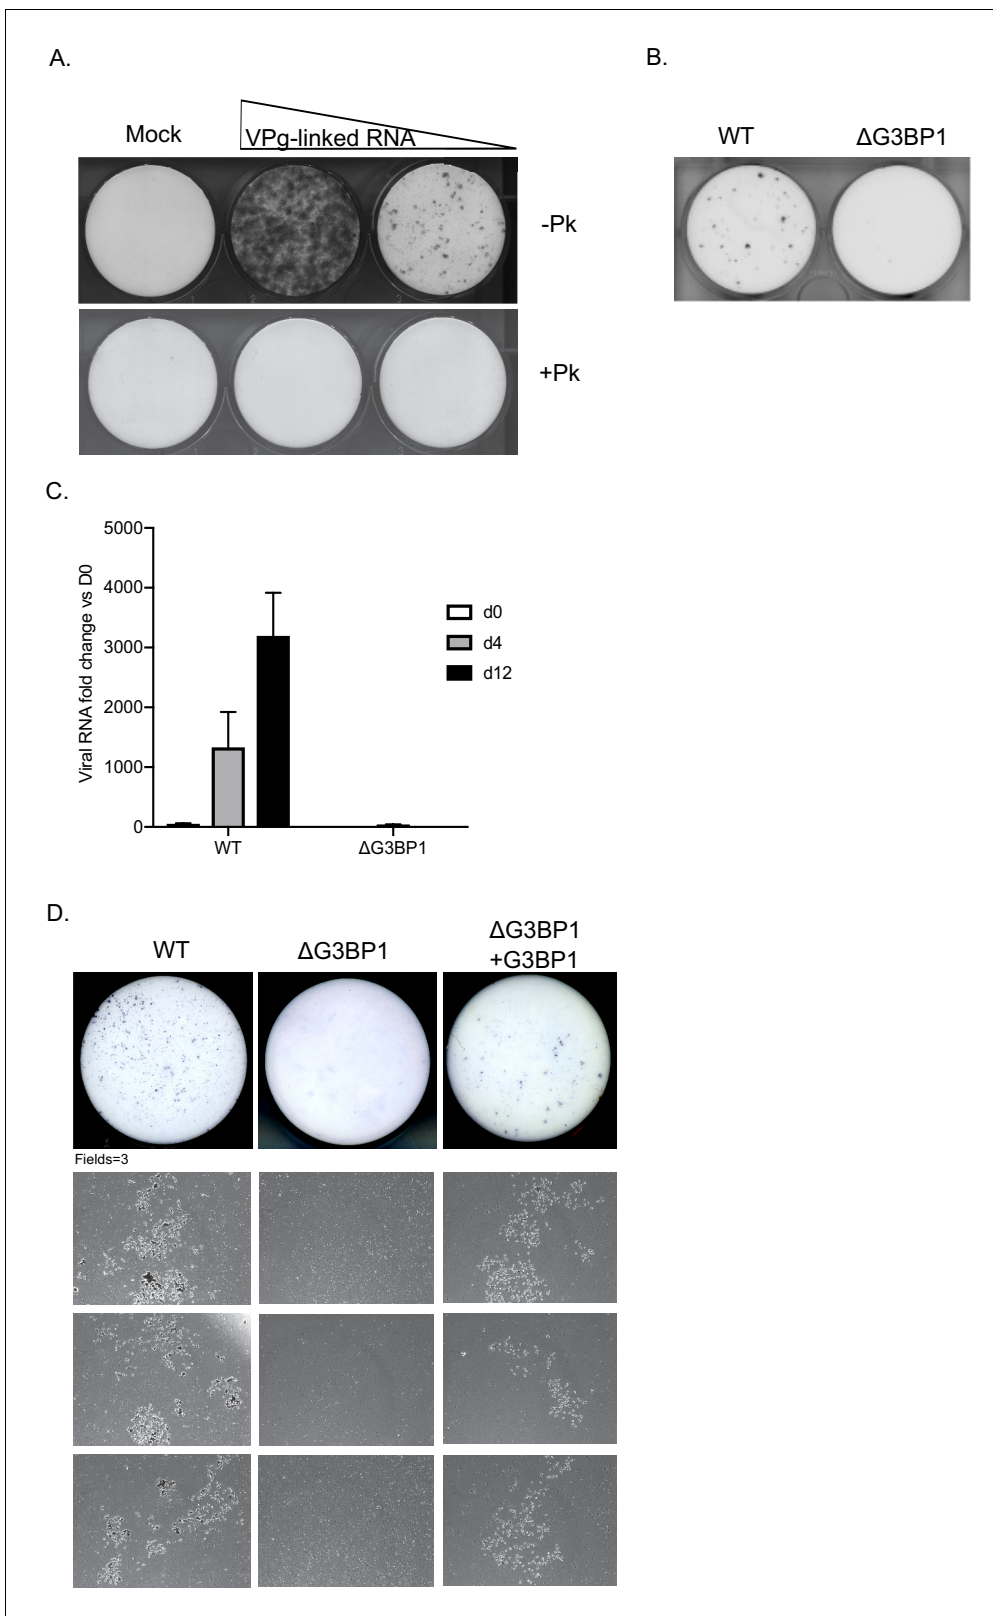 A.
Mock
VPg-linked RNA
-Pk
+Pk
B.
WT
ΔG3BP1
C.
Viral RNA fold change vs D0
5000
4000
3000
2000
1000
0
WT
ΔG3BP1
d0
d4
d12
D.
WT
ΔG3BP1
ΔG3BP1
+G3BP1
Fields=3